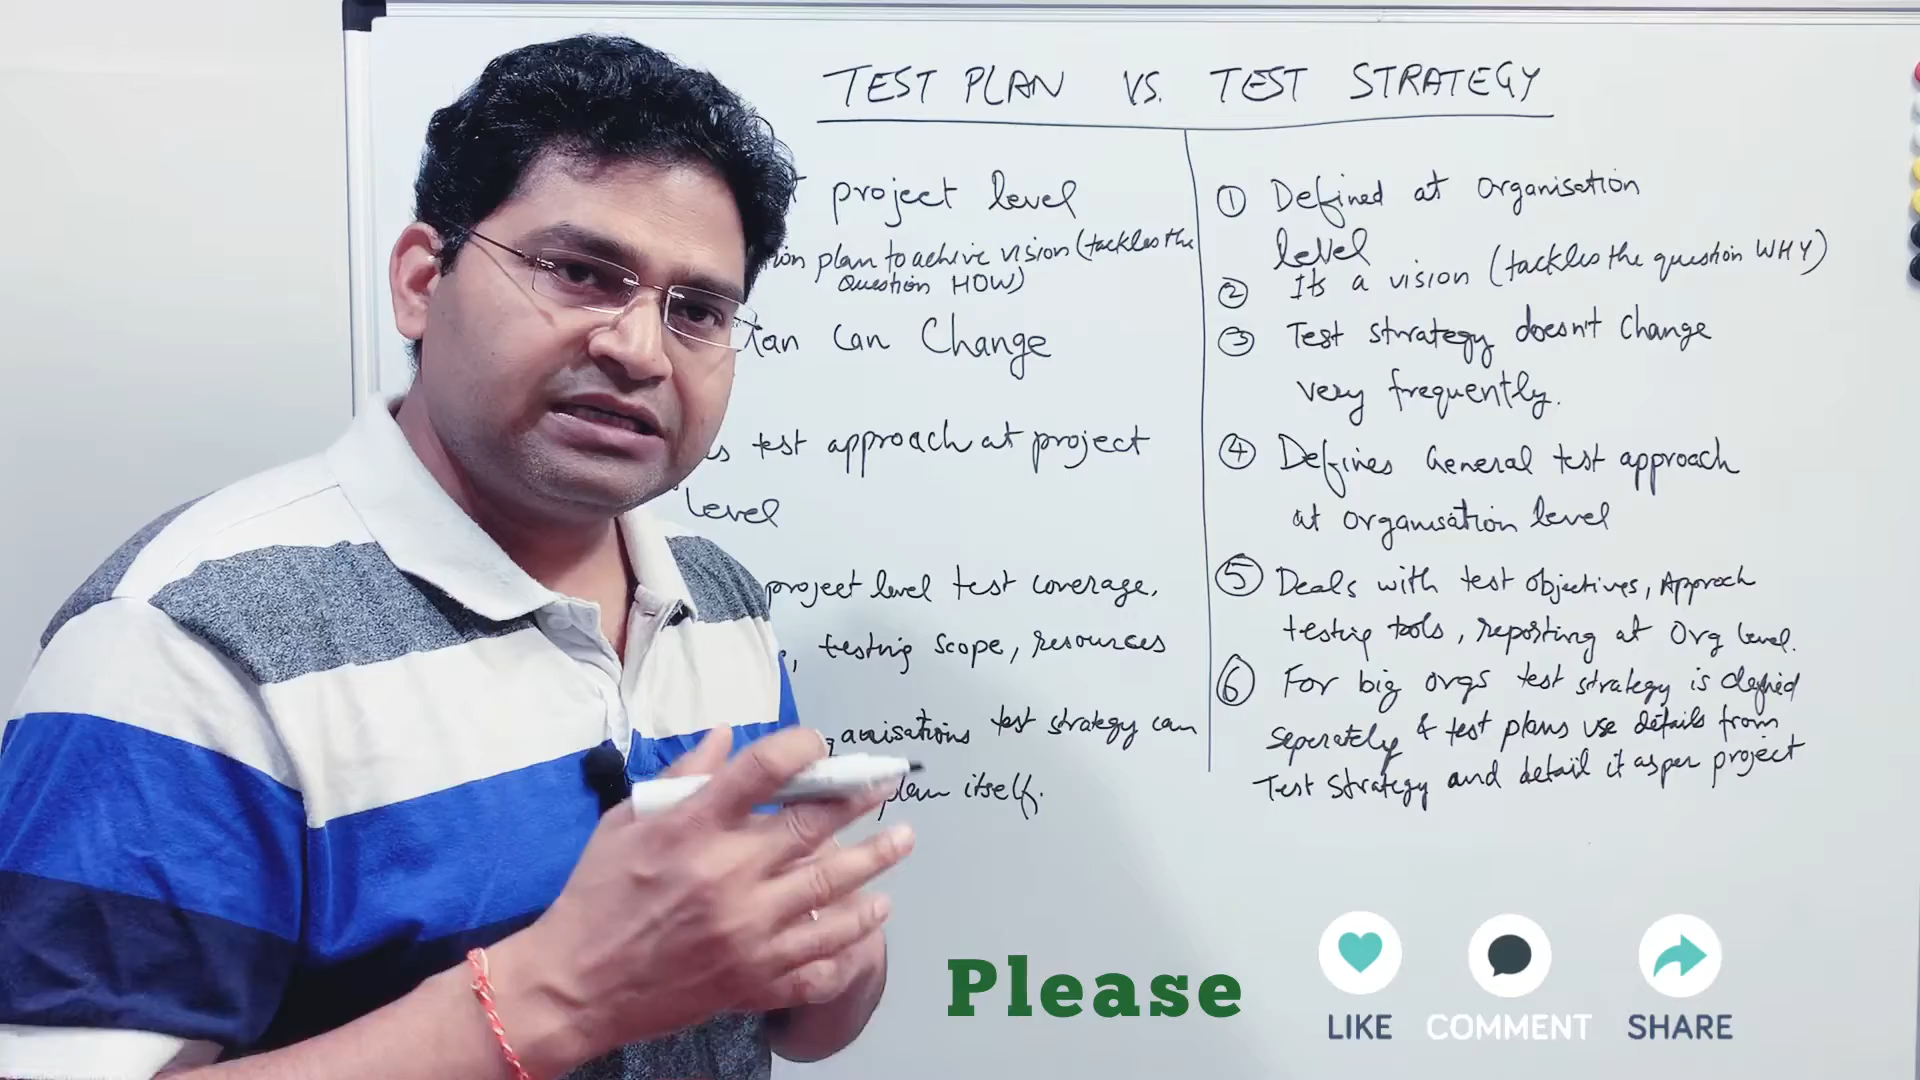 TEST PLAN VS. TEST STRATEGY
project level
plan to achive vision (tackles the
Question HOW)
can Change
test approach at project
level
project level test coverage,
testing scope, resources
test strategy can
plan itself.
① Defined at Organisation
level
② Its a vision (tackles the question WHY)
③ Test strategy doesn't Change
very frequently.
④ Defines General test approach
at Organisation level
⑤ Deals with test objectives, Approach
testing tools, reporting at Org level.
⑥ For big orgs test strategy is defined
seperately & test plans use details from
Test Strategy and detail it as per project
Please
LIKE COMMENT SHARE